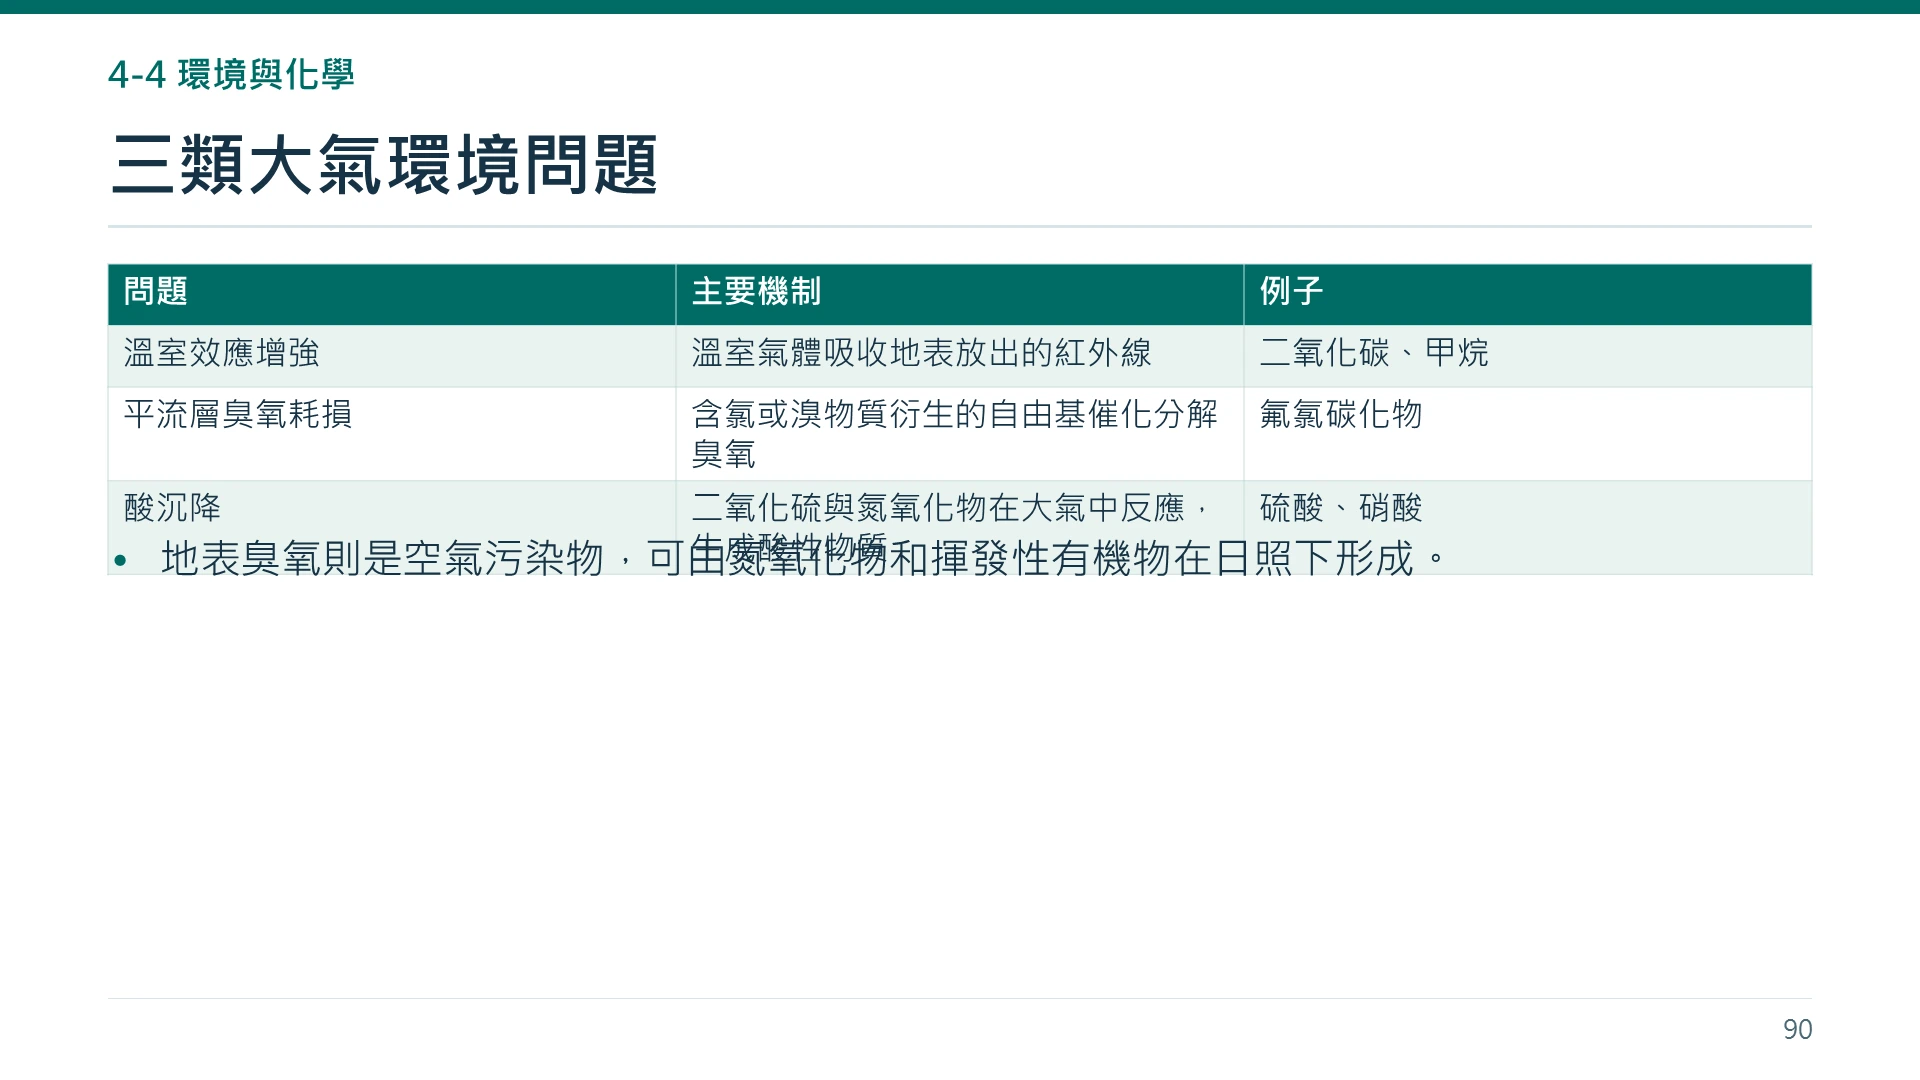 4-4 環境與化學
三類大氣環境問題
問題 主要機制 例子
溫室效應增強 溫室氣體吸收地表放出的紅外線 二氧化碳、甲烷
平流層臭氧耗損 含氯或溴物質衍生的自由基催化分解 氟氯碳化物
臭氧
酸沉降 二氧化硫與氮氧化物在大氣中反應， 硫酸、硝酸
生成酸性物質
• 地表臭氧則是空氣污染物，可由氮氧化物和揮發性有機物在日照下形成。
90